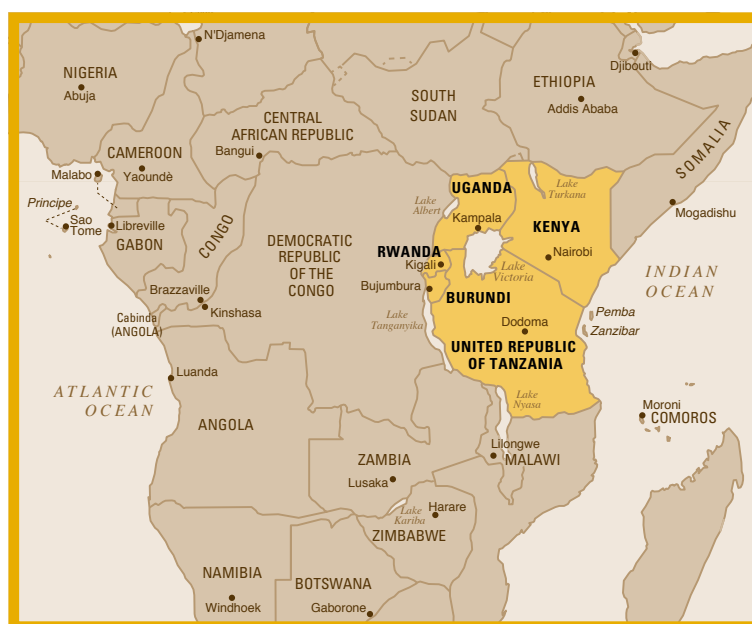 N'Djamena
NIGERIA
Abuja
Djibouti
ETHIOPIA
Addis Ababa
SOUTH
SUDAN
CENTRAL
AFRICAN REPUBLIC
Bangui
SOMALIA
CAMEROON
Yaoundè
Malabo
Principe
Sao
Tome
Libreville
GABON
CONGO
UGANDA
Lake
Albert
Kampala
Lake
Turkana
KENYA
Nairobi
Mogadishu
DEMOCRATIC
REPUBLIC
OF THE
CONGO
RWANDA
Kigali
Lake
Victoria
INDIAN
OCEAN
Bujumbura
BURUNDI
Brazzaville
Kinshasa
Cabinda
(ANGOLA)
Lake
Tanganyika
Dodoma
Pemba
Zanzibar
UNITED REPUBLIC
OF TANZANIA
Luanda
ATLANTIC
OCEAN
Lake
Nyasa
Moroni
COMOROS
ANGOLA
Lilongwe
MALAWI
ZAMBIA
Lusaka
Lake
Kariba
Harare
ZIMBABWE
NAMIBIA
Windhoek
BOTSWANA
Gaborone